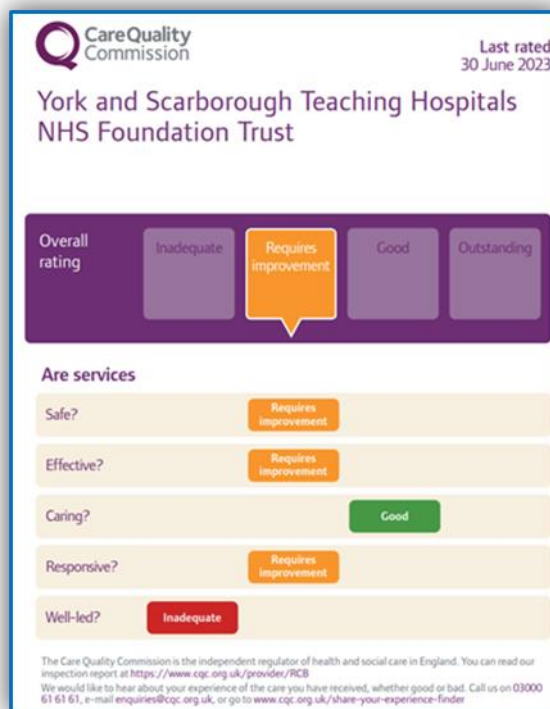 CareQuality
Commission
Last rated
30 June 2023
York and Scarborough Teaching Hospitals
NHS Foundation Trust
Overall
rating
Inadequate
Requires
improvement
Good
Outstanding
Are services
Safe?
Requires
improvement
Effective?
Requires
improvement
Caring?
Good
Responsive?
Requires
improvement
Well-led?
Inadequate
The Care Quality Commission is the independent regulator of health and social care in England. You can read our
inspection report at https://www.cqc.org.uk/provider/RCB
We would like to hear about your experience of the care you have received, whether good or bad. Call us on 03000
61 61 61, e-mail enquiries@cqc.org.uk, or go to www.cqc.org.uk/share-your-experience-finder